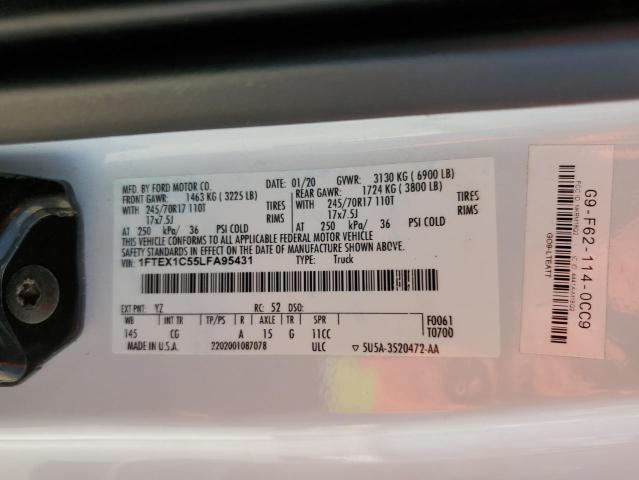 MFD. BY FORD MOTOR CO.
01/20 GVWR: 3130 KG (6900 LB)
FRONT GAWR: 1463 KG (3225 LB)
REAR GAWR: 1724 KG (3800 LB)
WITH 245/70R17 110T TIRES
WITH 245/70R17 110T TIRES
17x7.5J RIMS
17x7.5J RIMS
AT 250 kPa/ 36 PSI COLD
AT 250 kPa/ 36 PSI COLD
THIS VEHICLE CONFORMS TO ALL APPLICABLE FEDERAL MOTOR VEHICLE
SAFETY STANDARDS IN EFFECT ON THE DATE OF MANUFACTURE SHOWN ABOVE.
VIN: 1FTEX1C55LFA95431 TYPE: Truck
EXT PNT: YZ RC: 52 DSO:
WB INT TR TP/PS R AXLE TR SPR F0061
145 CG A 15 G 11CC T0700
MADE IN U.S.A. 2202001087078 ULC ▽ 5U5A-3520472-AA
G9-F62-114-0CC9